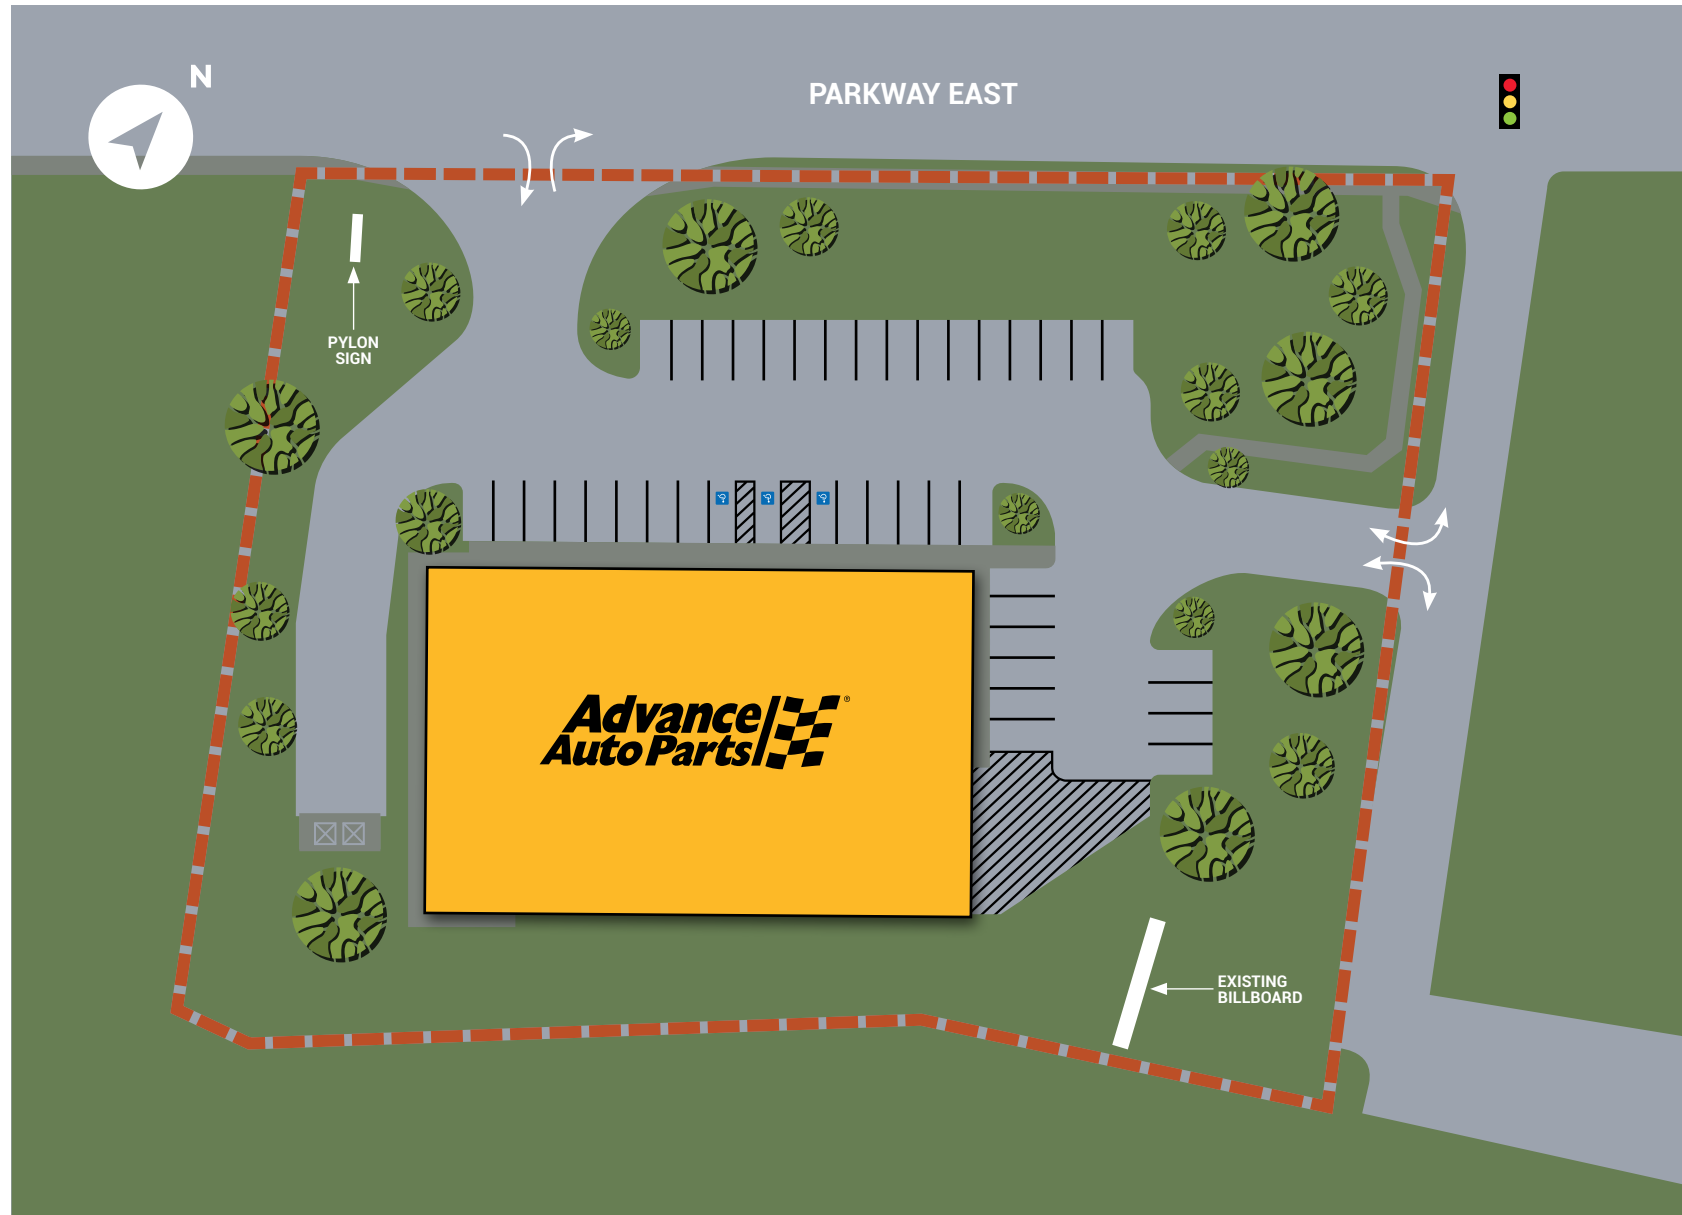 N
PARKWAY EAST
PYLON
SIGN
Advance
Auto Parts
®
EXISTING
BILLBOARD